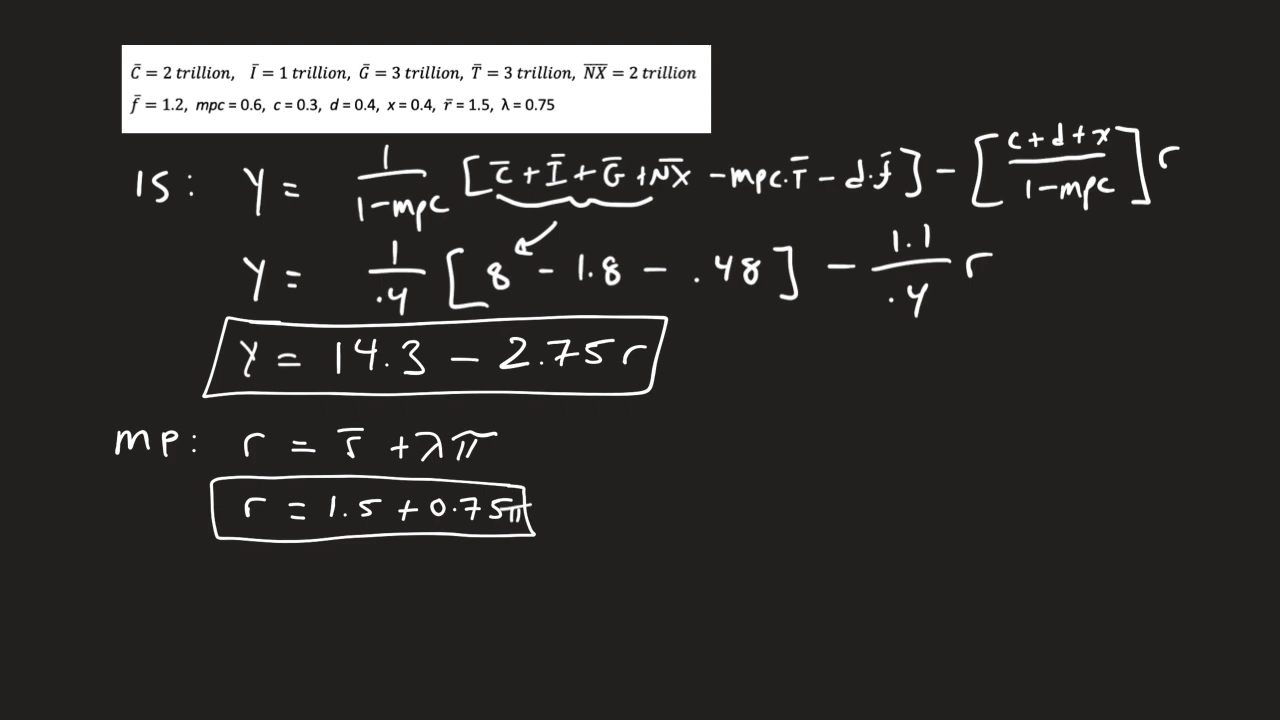 C̄ = 2 trillion, Ī = 1 trillion, Ḡ = 3 trillion, T̄ = 3 trillion, N̄X̄ = 2 trillion
f̄ = 1.2, mpc = 0.6, c = 0.3, d = 0.4, x = 0.4, r̄ = 1.5, λ = 0.75
IS: Y = 1/(1-mpc) [C̄ + Ī + Ḡ + N̄X̄ - mpc·T̄ - d·f̄] - [(c+d+x)/(1-mpc)] r
Y = 1/.4 [8 - 1.8 - .48] - 1.1/.4 r
Y = 14.3 - 2.75r
MP: r = r̄ + λπ
r = 1.5 + 0.75π